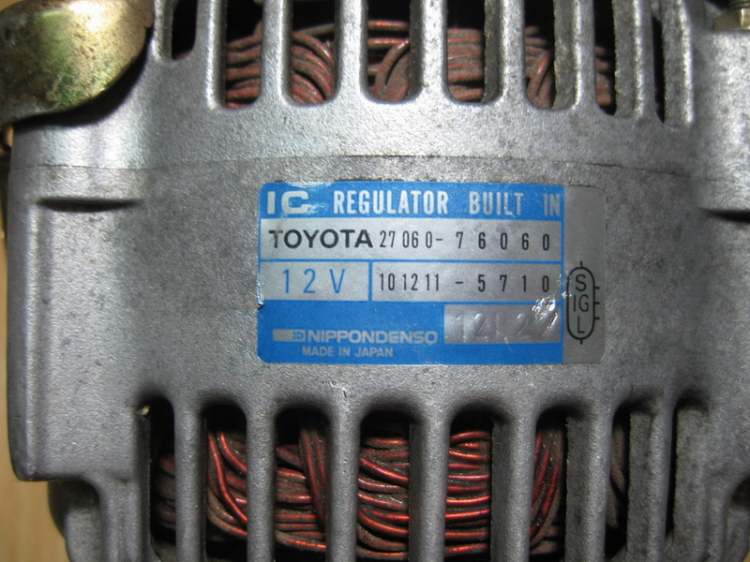 IC REGULATOR BUILT IN
TOYOTA 27060-76060
12V 101211-5710
NIPPONDENSO
MADE IN JAPAN
S
IG
L